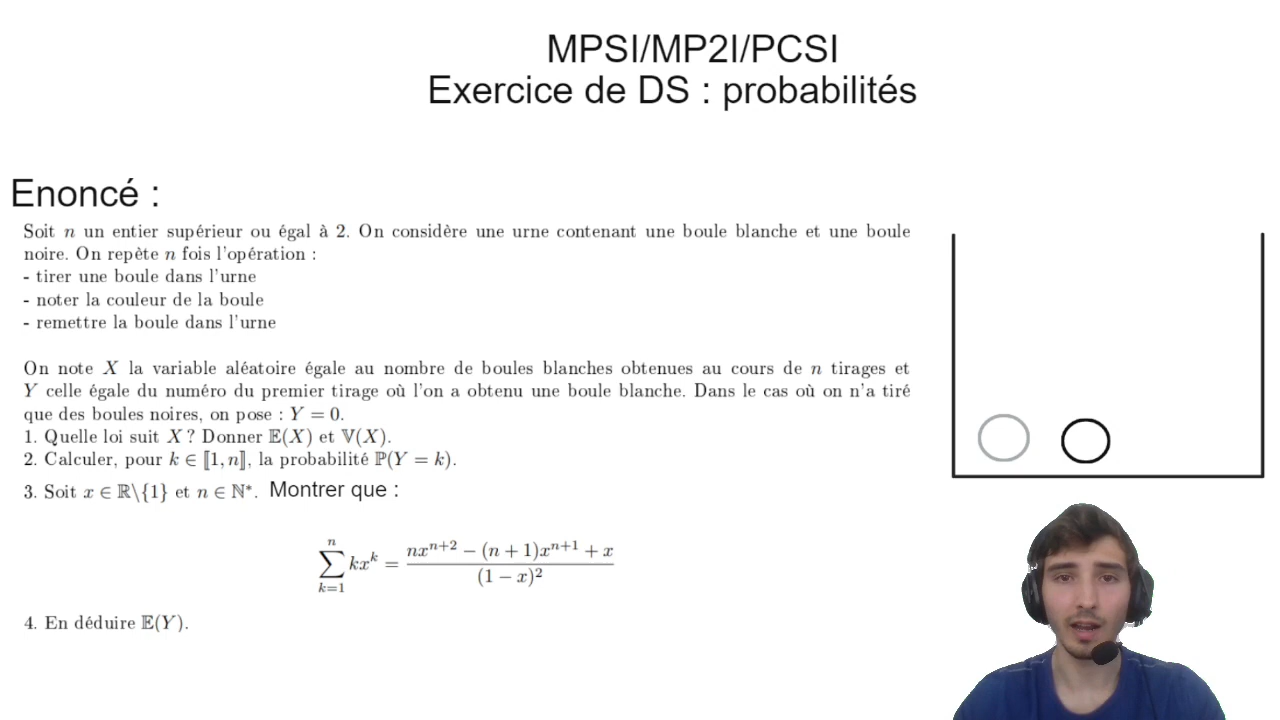 MPSI/MP2I/PCSI
Exercice de DS : probabilités
Enoncé :
Soit n un entier supérieur ou égal à 2. On considère une urne contenant une boule blanche et une boule
noire. On repète n fois l'opération :
- tirer une boule dans l'urne
- noter la couleur de la boule
- remettre la boule dans l'urne
On note X la variable aléatoire égale au nombre de boules blanches obtenues au cours de n tirages et
Y celle égale du numéro du premier tirage où l'on a obtenu une boule blanche. Dans le cas où on n'a tiré
que des boules noires, on pose : Y = 0.
1. Quelle loi suit X ? Donner 𝔼(X) et 𝕍(X).
2. Calculer, pour k ∈ ⟦1, n⟧, la probabilité ℙ(Y = k).
3. Soit x ∈ ℝ\{1} et n ∈ ℕ*. Montrer que :
∑_{k=1}^{n} kx^k = (nx^{n+2} − (n + 1)x^{n+1} + x) / (1 − x)^2
4. En déduire 𝔼(Y).